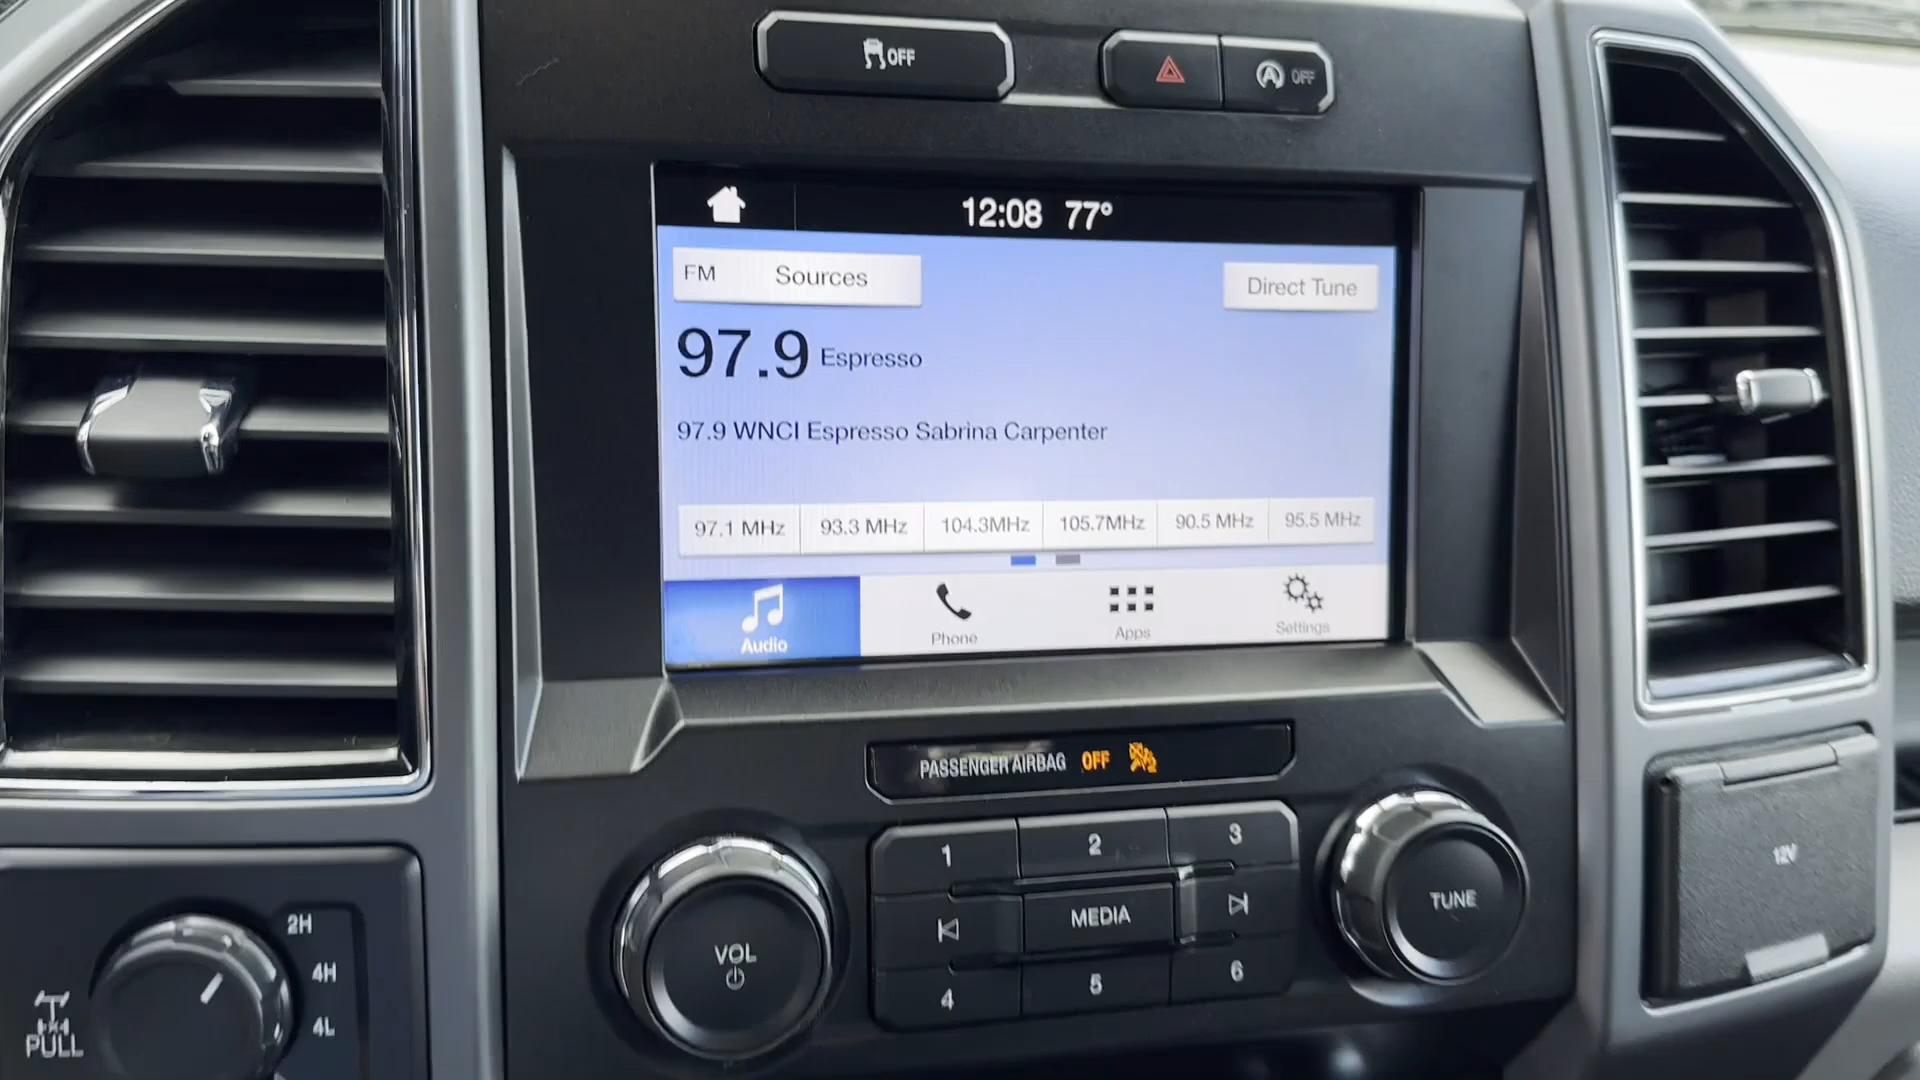 OFF
A OFF
12:08 77°
FM Sources
Direct Tune
97.9 Espresso
97.9 WNCI Espresso Sabrina Carpenter
97.1 MHz 93.3 MHz 104.3MHz 105.7MHz 90.5 MHz 95.5 MHz
Audio Phone Apps Settings
PASSENGER AIRBAG OFF 2
1 2 3
MEDIA
4 5 6
VOL
TUNE
12V
2H
4H
4L
PULL